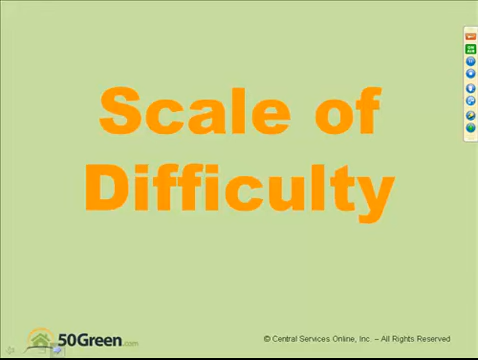 Scale of
Difficulty
50Green.com
© Central Services Online, Inc. – All Rights Reserved